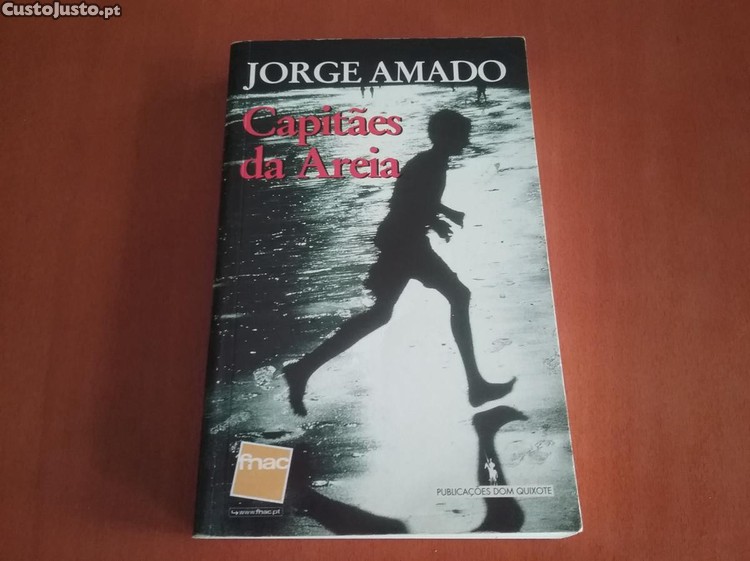 CustoJusto.pt
JORGE AMADO
Capitães
da Areia
fnac
www.fnac.pt
PUBLICAÇÕES DOM QUIXOTE